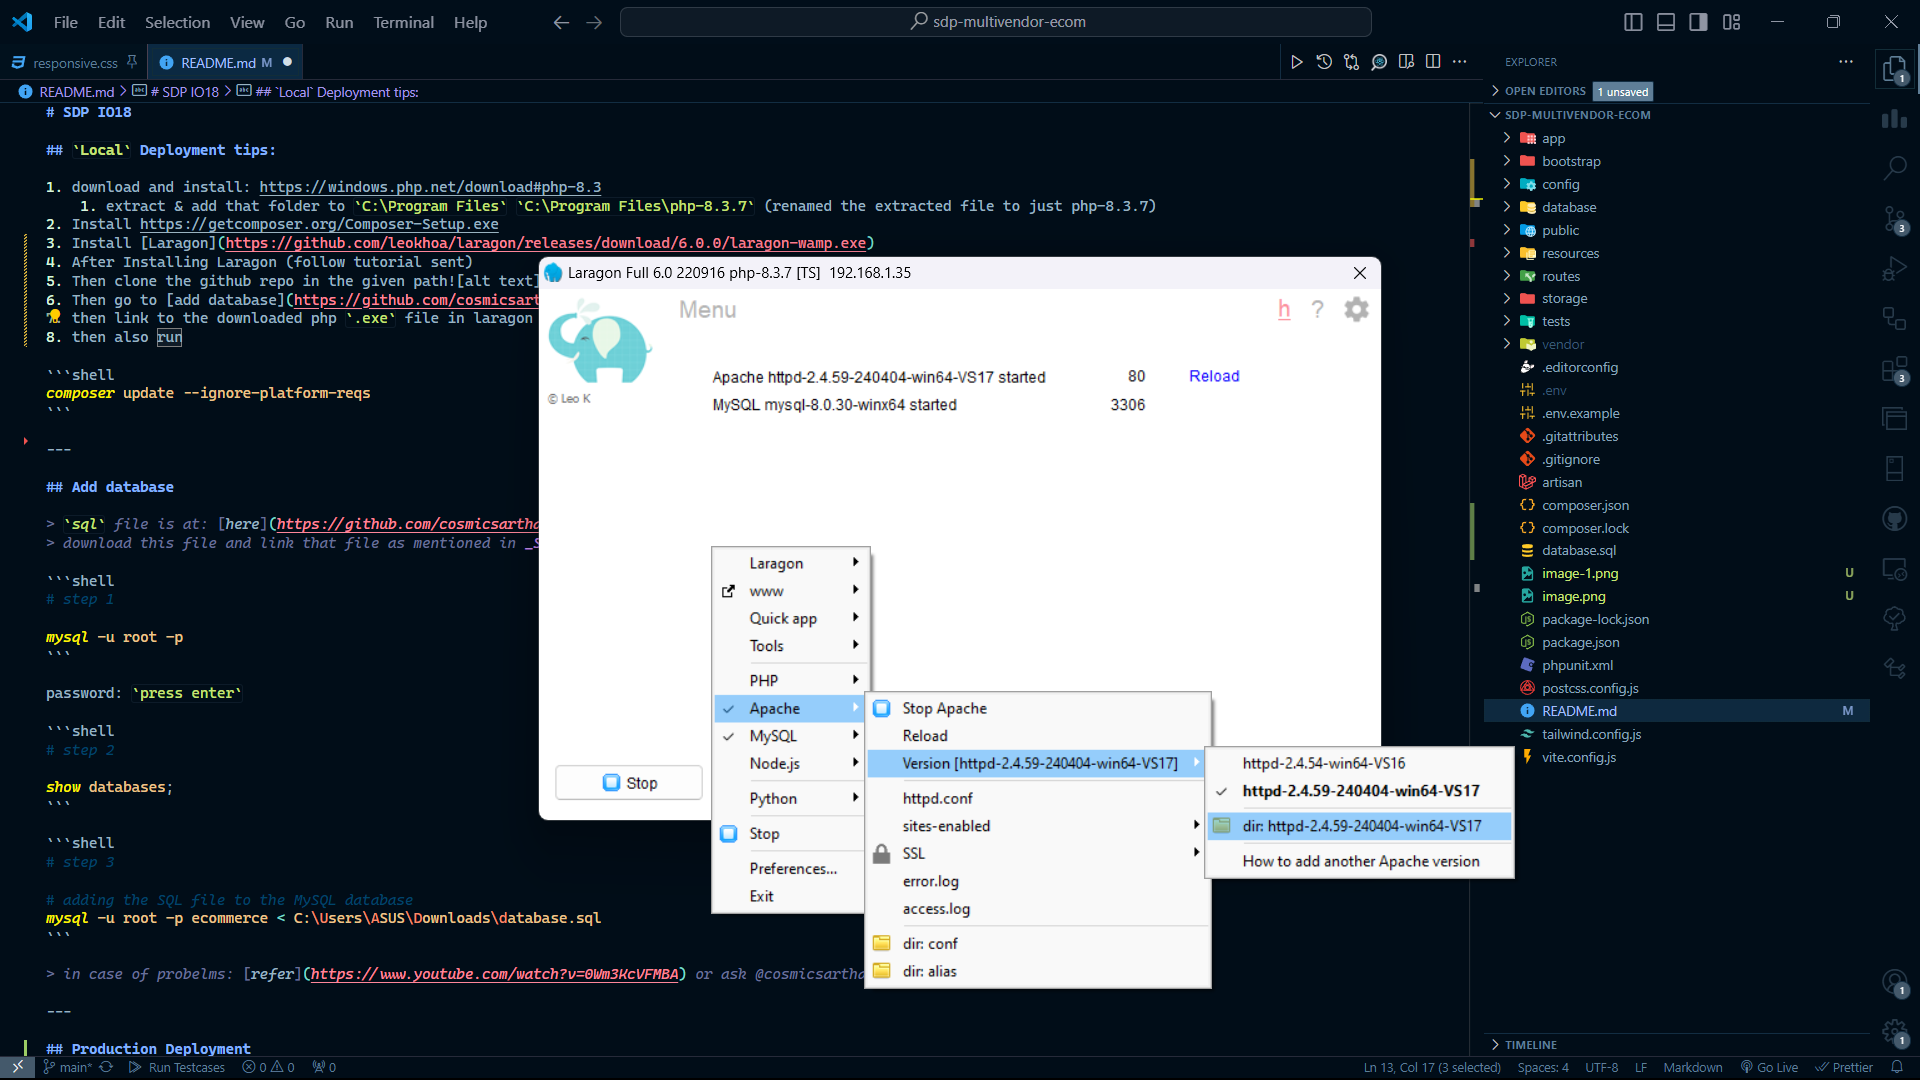 File Edit Selection View Go Run Terminal Help
sdp-multivendor-ecom
responsive.css
README.md M
README.md > # SDP IO18 > ## `Local` Deployment tips:
# SDP IO18
## `Local` Deployment tips:
1. download and install: https://windows.php.net/download#php-8.3
1. extract & add that folder to `C:\Program Files` `C:\Program Files\php-8.3.7` (renamed the extracted file to just php-8.3.7)
2. Install https://getcomposer.org/Composer-Setup.exe
3. Install [Laragon](https://github.com/leokhoa/laragon/releases/download/6.0.0/laragon-wamp.exe)
4. After Installing Laragon (follow tutorial sent)
5. Then clone the github repo in the given path![alt text]
6. Then go to [add database](https://github.com/cosmicsart
then link to the downloaded php `.exe` file in laragon
8. then also run
```shell
composer update --ignore-platform-reqs
```
---
## Add database
> `sql` file is at: [here](https://github.com/cosmicsartha
> download this file and link that file as mentioned in _S
```shell
# step 1
mysql -u root -p
```
password: `press enter`
```shell
# step 2
show databases;
```
```shell
# step 3
# adding the SQL file to the MySQL database
mysql -u root -p ecommerce < C:\Users\ASUS\Downloads\database.sql
```
> in case of probelms: [refer](https://www.youtube.com/watch?v=0Wm3KcVFMBA) or ask @cosmicsartha
---
## Production Deployment
Laragon Full 6.0 220916 php-8.3.7 [TS] 192.168.1.35
Menu
h ?
© Leo K
Apache httpd-2.4.59-240404-win64-VS17 started 80 Reload
MySQL mysql-8.0.30-winx64 started 3306
Stop
Laragon
www
Quick app
Tools
PHP
Apache
MySQL
Node.js
Python
Stop
Preferences...
Exit
Stop Apache
Reload
Version [httpd-2.4.59-240404-win64-VS17]
httpd.conf
sites-enabled
SSL
error.log
access.log
dir: conf
dir: alias
httpd-2.4.54-win64-VS16
httpd-2.4.59-240404-win64-VS17
dir: httpd-2.4.59-240404-win64-VS17
How to add another Apache version
EXPLORER
OPEN EDITORS 1 unsaved
SDP-MULTIVENDOR-ECOM
app
bootstrap
config
database
public
resources
routes
storage
tests
vendor
.editorconfig
.env
.env.example
.gitattributes
.gitignore
artisan
composer.json
composer.lock
database.sql
image-1.png U
image.png U
package-lock.json
package.json
phpunit.xml
postcss.config.js
README.md M
tailwind.config.js
vite.config.js
TIMELINE
1
3
3
1
1
main* Run Testcases 0 0 0
Ln 13, Col 17 (3 selected) Spaces: 4 UTF-8 LF Markdown Go Live Prettier